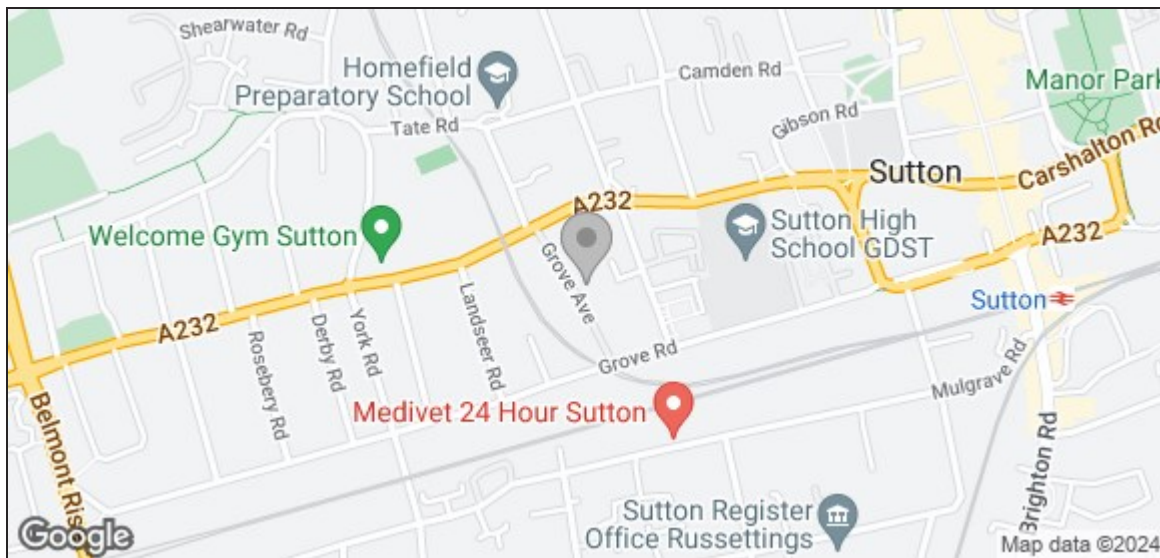 Shearwater Rd
Homefield
Preparatory School
Camden Rd
Manor Park
Tate Rd
Gibson Rd
Carshalton Rd
Sutton
A232
Welcome Gym Sutton
Sutton High
School GDST
A232
Grove Ave
Landseer Rd
Sutton
A232
York Rd
Derby Rd
Rosebery Rd
Grove Rd
Mulgrave Rd
Belmont Ris
Medivet 24 Hour Sutton
Brighton Rd
Sutton Register
Office Russettings
Google
Map data ©2024